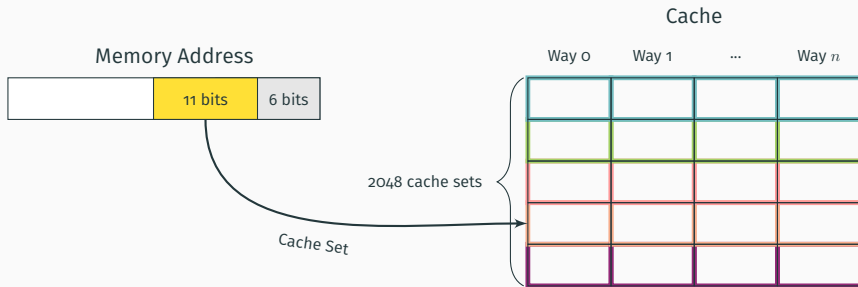 Cache
Memory Address
Way 0 Way 1 ... Way n
11 bits 6 bits
2048 cache sets
Cache Set